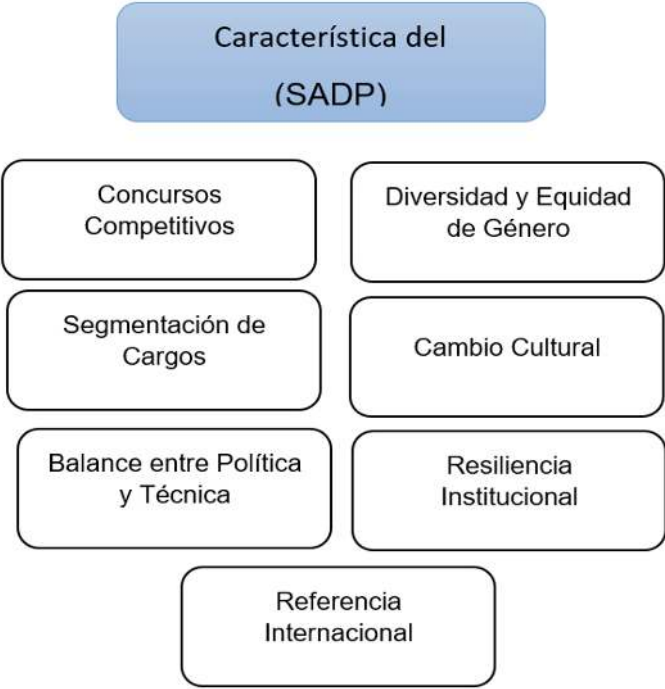 Característica del
(SADP)
Concursos
Competitivos
Diversidad y Equidad
de Género
Segmentación de
Cargos
Cambio Cultural
Balance entre Política
y Técnica
Resiliencia
Institucional
Referencia
Internacional